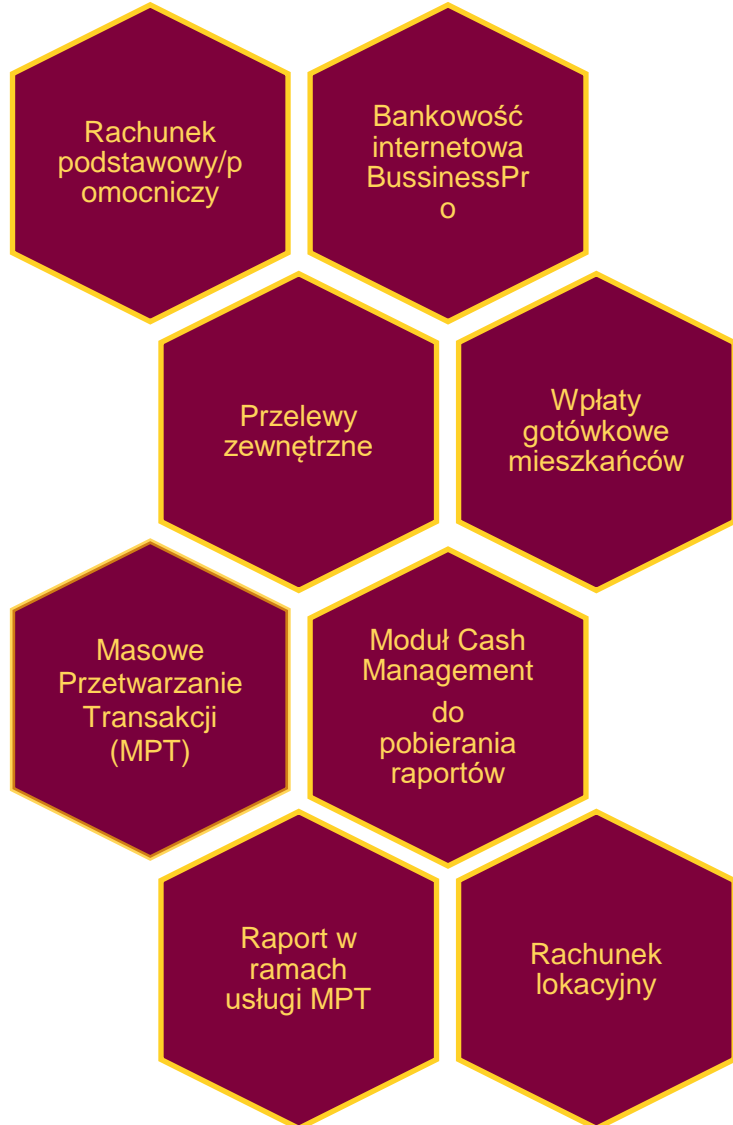 Rachunek
podstawowy/p
omocniczy
Bankowość
internetowa
BussinessPr
o
Przelewy
zewnętrzne
Wpłaty
gotówkowe
mieszkańców
Masowe
Przetwarzanie
Transakcji
(MPT)
Moduł Cash
Management
do
pobierania
raportów
Raport w
ramach
usługi MPT
Rachunek
lokacyjny